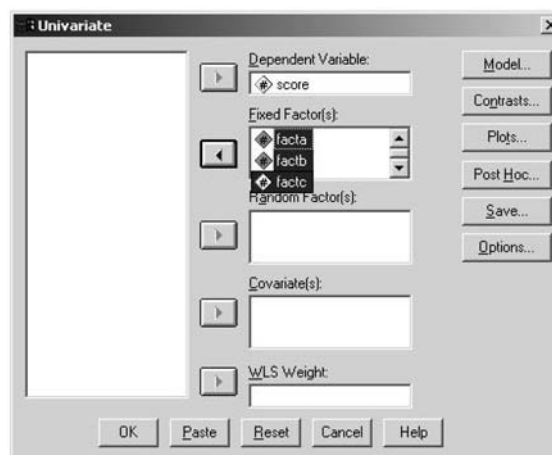 Univariate
Dependent Variable:
score
Fixed Factor(s):
facta
factb
factc
Random Factor(s):
Covariate(s):
WLS Weight:
Model...
Contrasts...
Plots...
Post Hoc...
Save...
Options...
OK
Paste
Reset
Cancel
Help